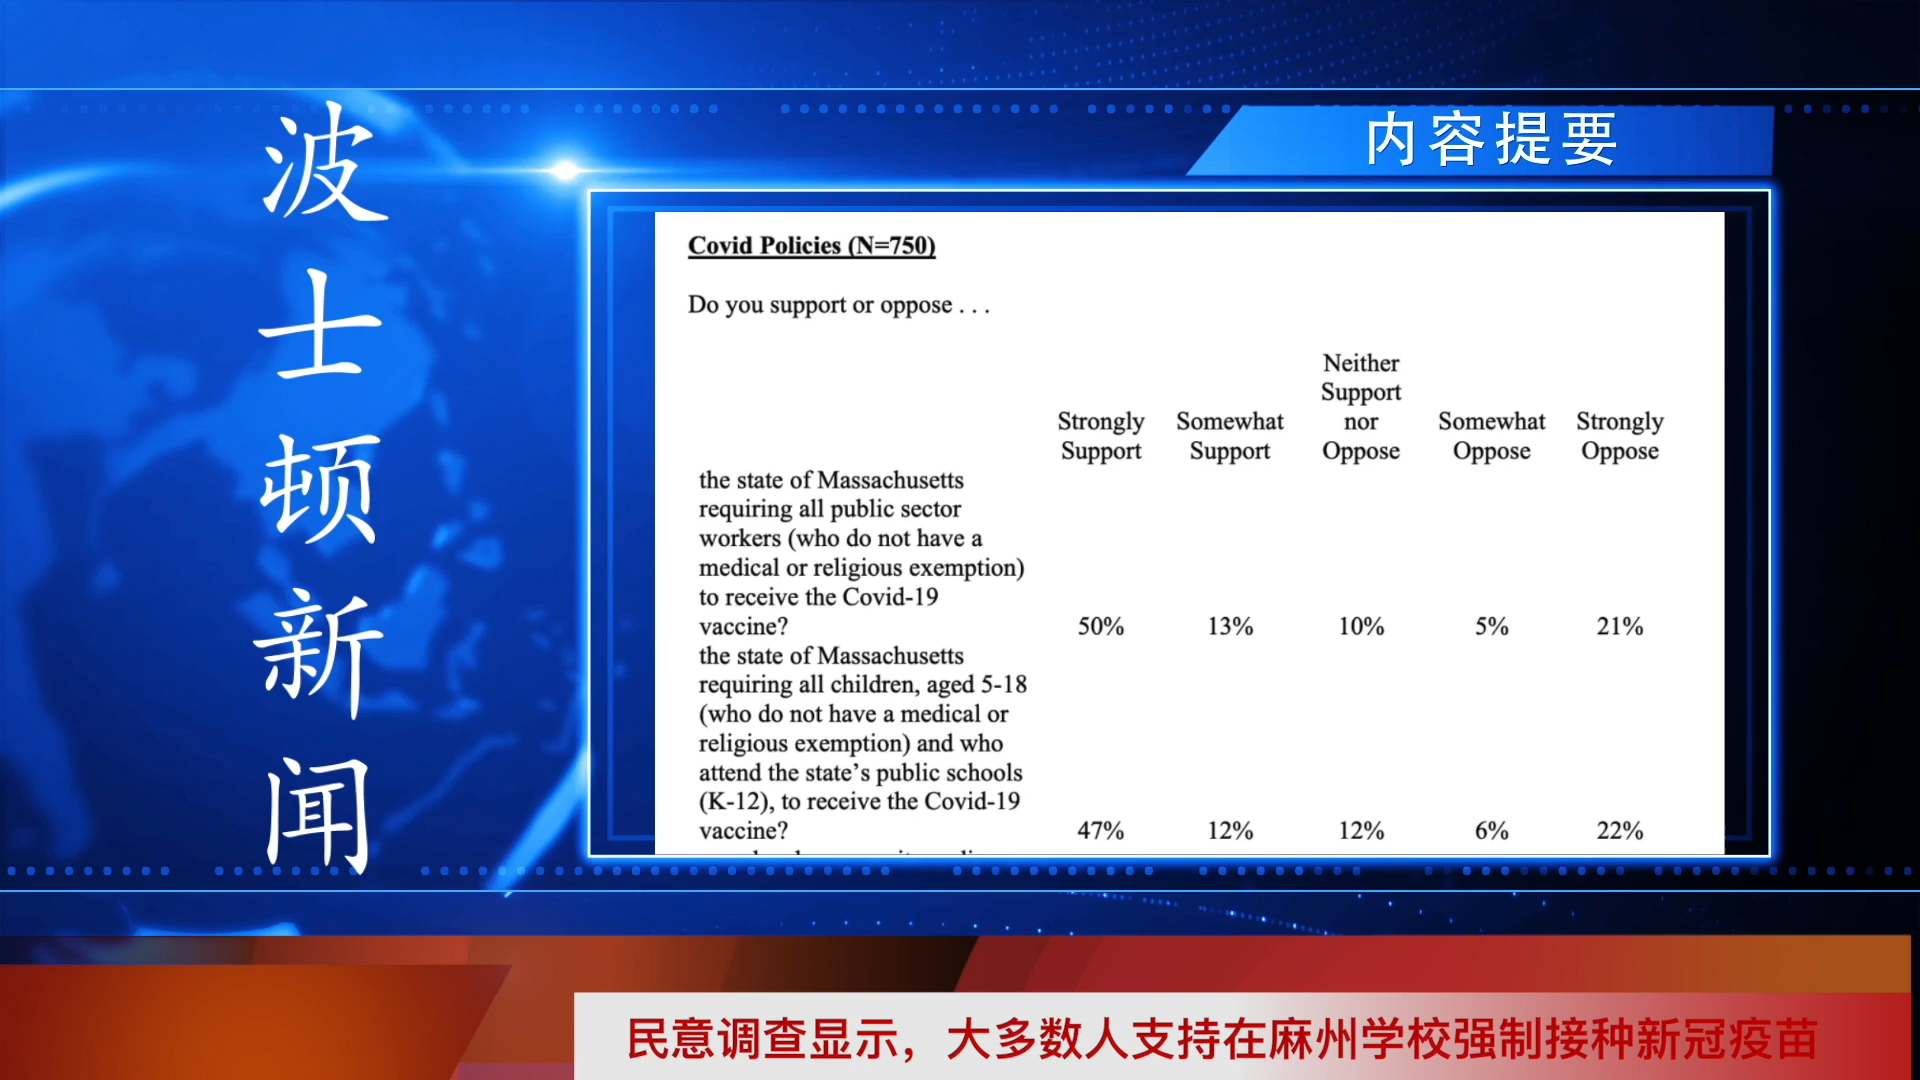 波士顿新闻
内容提要
Covid Policies (N=750)
Do you support or oppose . . .
Strongly Support
Somewhat Support
Neither Support nor Oppose
Somewhat Oppose
Strongly Oppose
the state of Massachusetts
requiring all public sector
workers (who do not have a
medical or religious exemption)
to receive the Covid-19
vaccine? 50% 13% 10% 5% 21%
the state of Massachusetts
requiring all children, aged 5-18
(who do not have a medical or
religious exemption) and who
attend the state’s public schools
(K-12), to receive the Covid-19
vaccine? 47% 12% 12% 6% 22%
民意调查显示，大多数人支持在麻州学校强制接种新冠疫苗